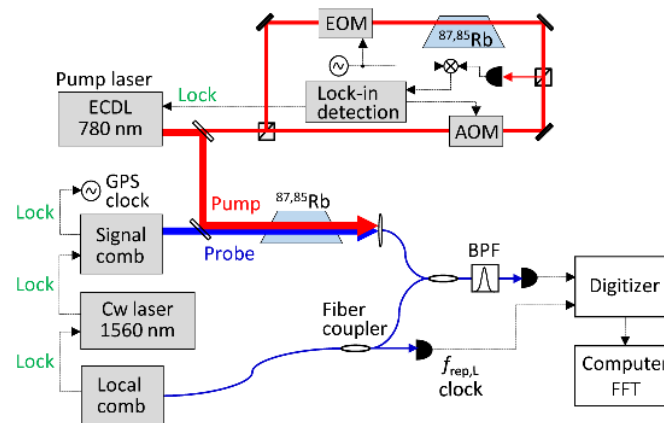 EOM
87,85Rb
Pump laser
ECDL
780 nm
Lock
Lock-in
detection
AOM
GPS
clock
Lock
Pump
87,85Rb
Signal
comb
Probe
BPF
Lock
Cw laser
1560 nm
Fiber
coupler
Digitizer
Lock
Local
comb
frep,L
clock
Computer
FFT